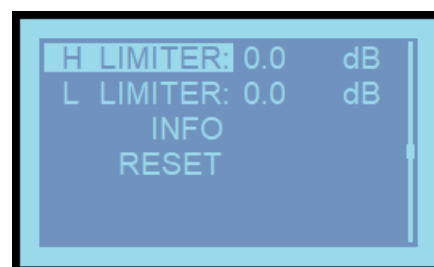 H LIMITER: 0.0 dB
L LIMITER: 0.0 dB
INFO
RESET